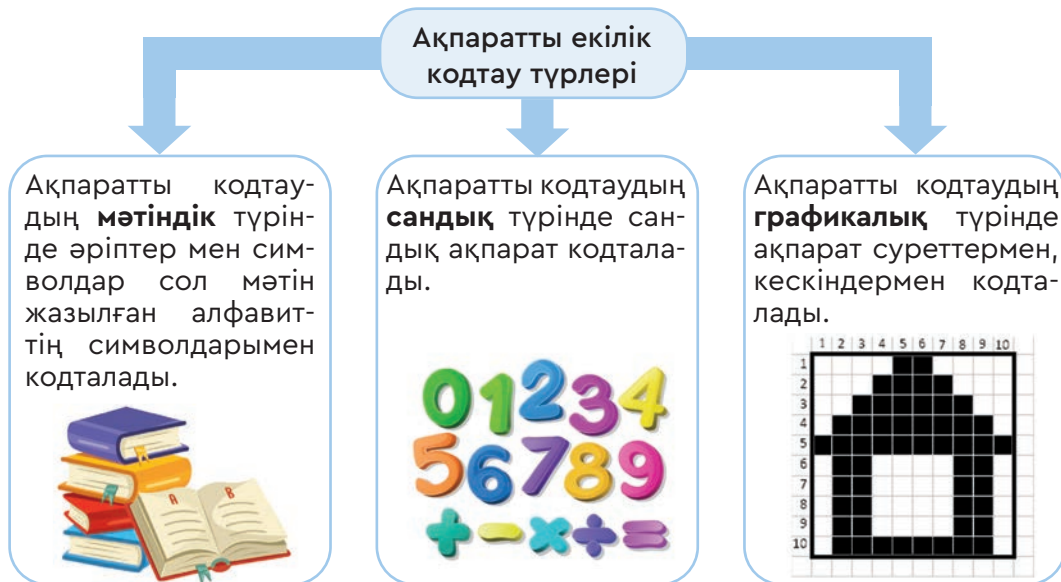 Ақпаратты екілік
кодтау түрлері
Ақпаратты кодтау-
дың мәтіндік түрін-
де әріптер мен сим-
волдар сол мәтін
жазылған алфавит-
тің символдарымен
кодталады.
A B
Ақпаратты кодтаудың
сандық түрінде сан-
дық ақпарат кодтала-
ды.
0 1 2 3 4
5 6 7 8 9
+ − × ÷ =
Ақпаратты кодтаудың
графикалық түрінде
ақпарат суреттермен,
кескіндермен кодта-
лады.
1 2 3 4 5 6 7 8 9 10
1
2
3
4
5
6
7
8
9
10